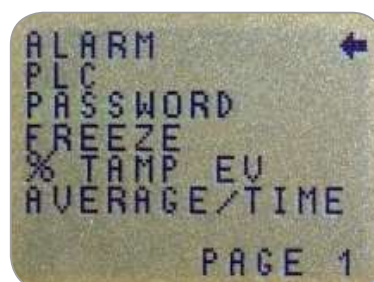 ALARM ←
PLC
PASSWORD
FREEZE
% TAMP EV
AVERAGE/TIME
PAGE 1